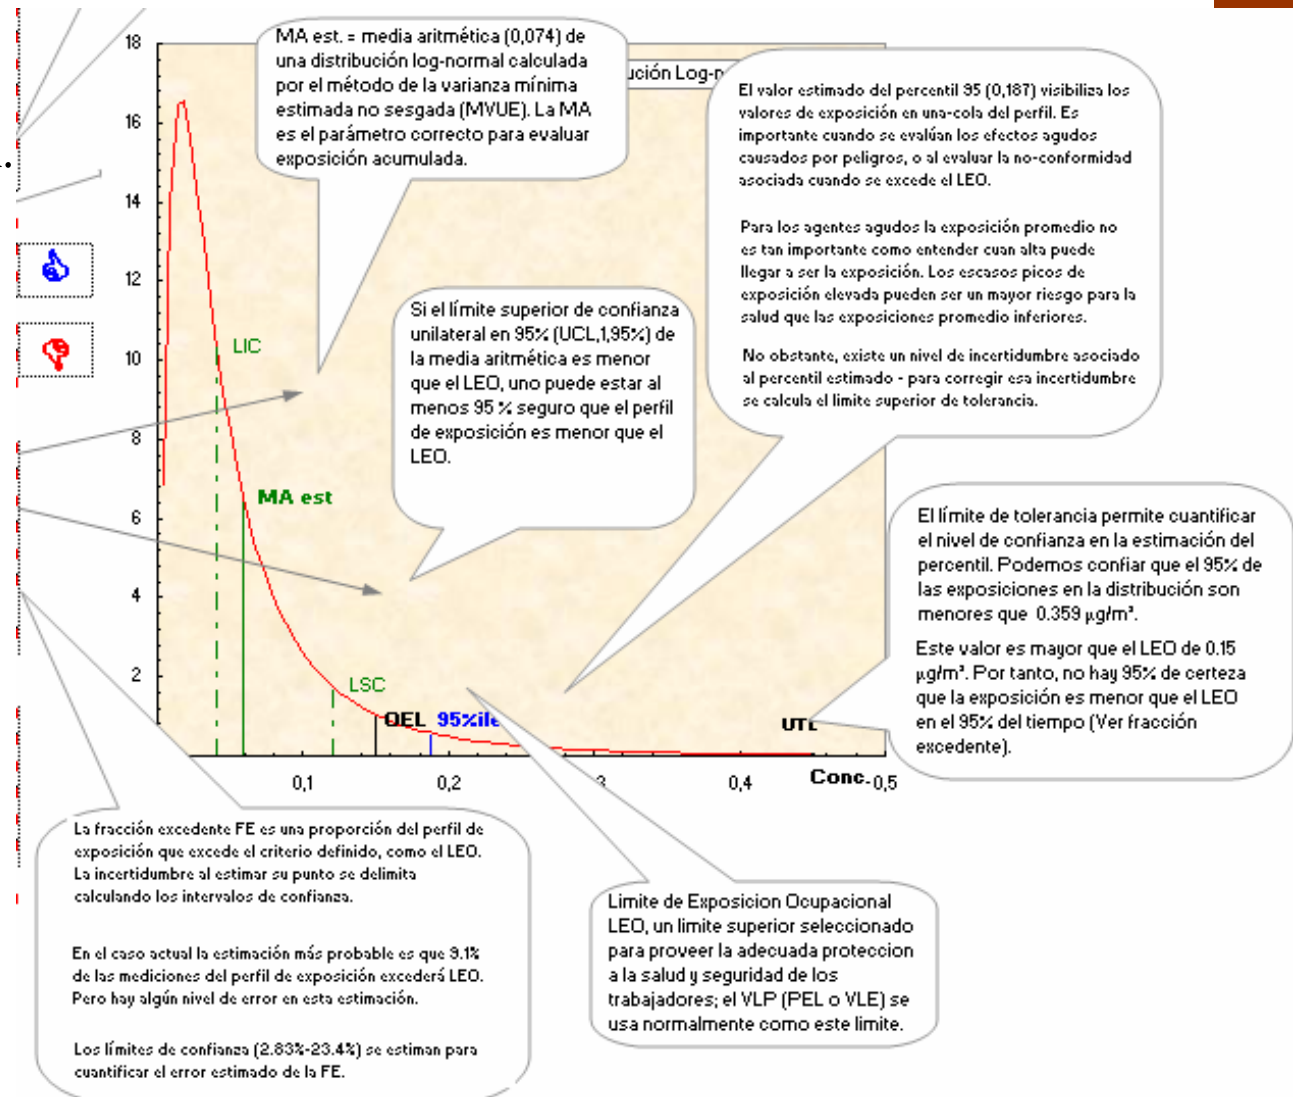 MA est. = media aritmética (0,074) de
una distribución log-normal calculada
por el método de la varianza mínima
estimada no sesgada (MVUE). La MA
es el parámetro correcto para evaluar
exposición acumulada.
ución Log-n
El valor estimado del percentil 95 (0,187) visibiliza los
valores de exposición en una-cola del perfil. Es
importante cuando se evalúan los efectos agudos
causados por peligros, o al evaluar la no-conformidad
asociada cuando se excede el LEO.
Para los agentes agudos la exposición promedio no
es tan importante como entender cuan alta puede
llegar a ser la exposición. Los escasos picos de
exposición elevada pueden ser un mayor riesgo para la
salud que las exposiciones promedio inferiores.
No obstante, existe un nivel de incertidumbre asociado
al percentil estimado - para corregir esa incertidumbre
se calcula el limite superior de tolerancia.
Si el límite superior de confianza
unilateral en 95% (UCL,1,95%) de
la media aritmética es menor
que el LEO, uno puede estar al
menos 95 % seguro que el perfil
de exposición es menor que el
LEO.
El límite de tolerancia permite cuantificar
el nivel de confianza en la estimación del
percentil. Podemos confiar que el 95% de
las exposiciones en la distribución son
menores que 0.359 µg/m³.
Este valor es mayor que el LEO de 0.15
µg/m³. Por tanto, no hay 95% de certeza
que la exposición es menor que el LEO
en el 95% del tiempo (Ver fracción
excedente).
18
16
14
12
10
8
6
4
2
LIC
MA est
LSC
OEL
95%ile
UTL
0,1
0,2
3
0,4
Conc.
0,5
La fracción excedente FE es una proporción del perfil de
exposición que excede el criterio definido, como el LEO.
La incertidumbre al estimar su punto se delimita
calculando los intervalos de confianza.
En el caso actual la estimación más probable es que 9.1%
de las mediciones del perfil de exposición excederá LEO.
Pero hay algún nivel de error en esta estimación.
Los límites de confianza (2.83%-23.4%) se estiman para
cuantificar el error estimado de la FE.
Limite de Exposicion Ocupacional
LEO, un limite superior seleccionado
para proveer la adecuada proteccion
a la salud y seguridad de los
trabajadores; el VLP (PEL o VLE) se
usa normalmente como este limite.